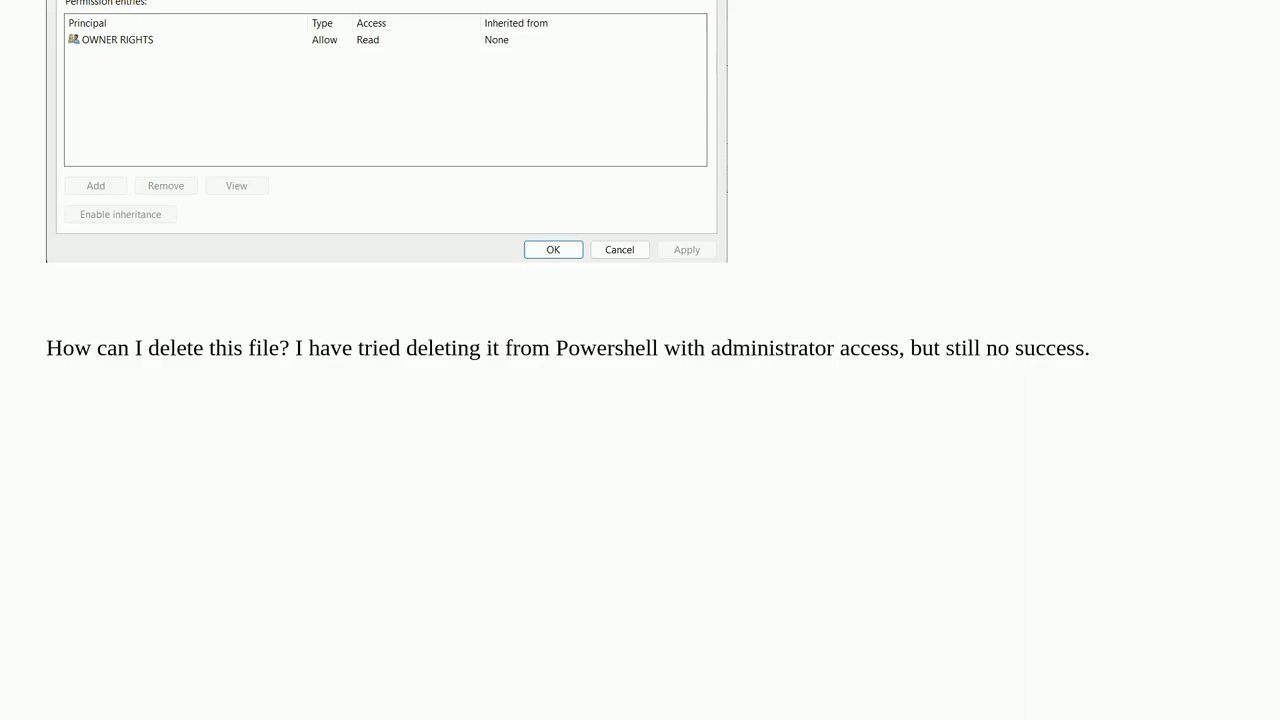 Permission entries:
Principal Type Access Inherited from
OWNER RIGHTS Allow Read None
Add Remove View
Enable inheritance
OK Cancel Apply
How can I delete this file? I have tried deleting it from Powershell with administrator access, but still no success.